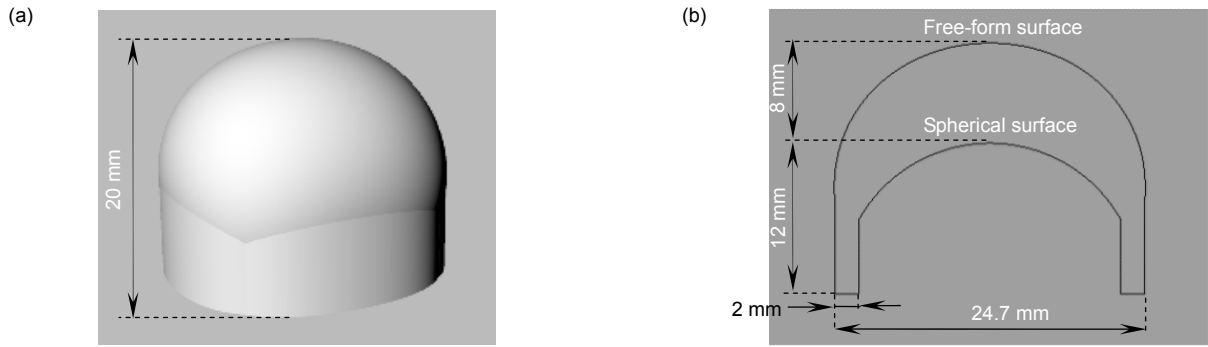 (a)
20 mm
(b)
Free-form surface
8 mm
Spherical surface
12 mm
2 mm
24.7 mm